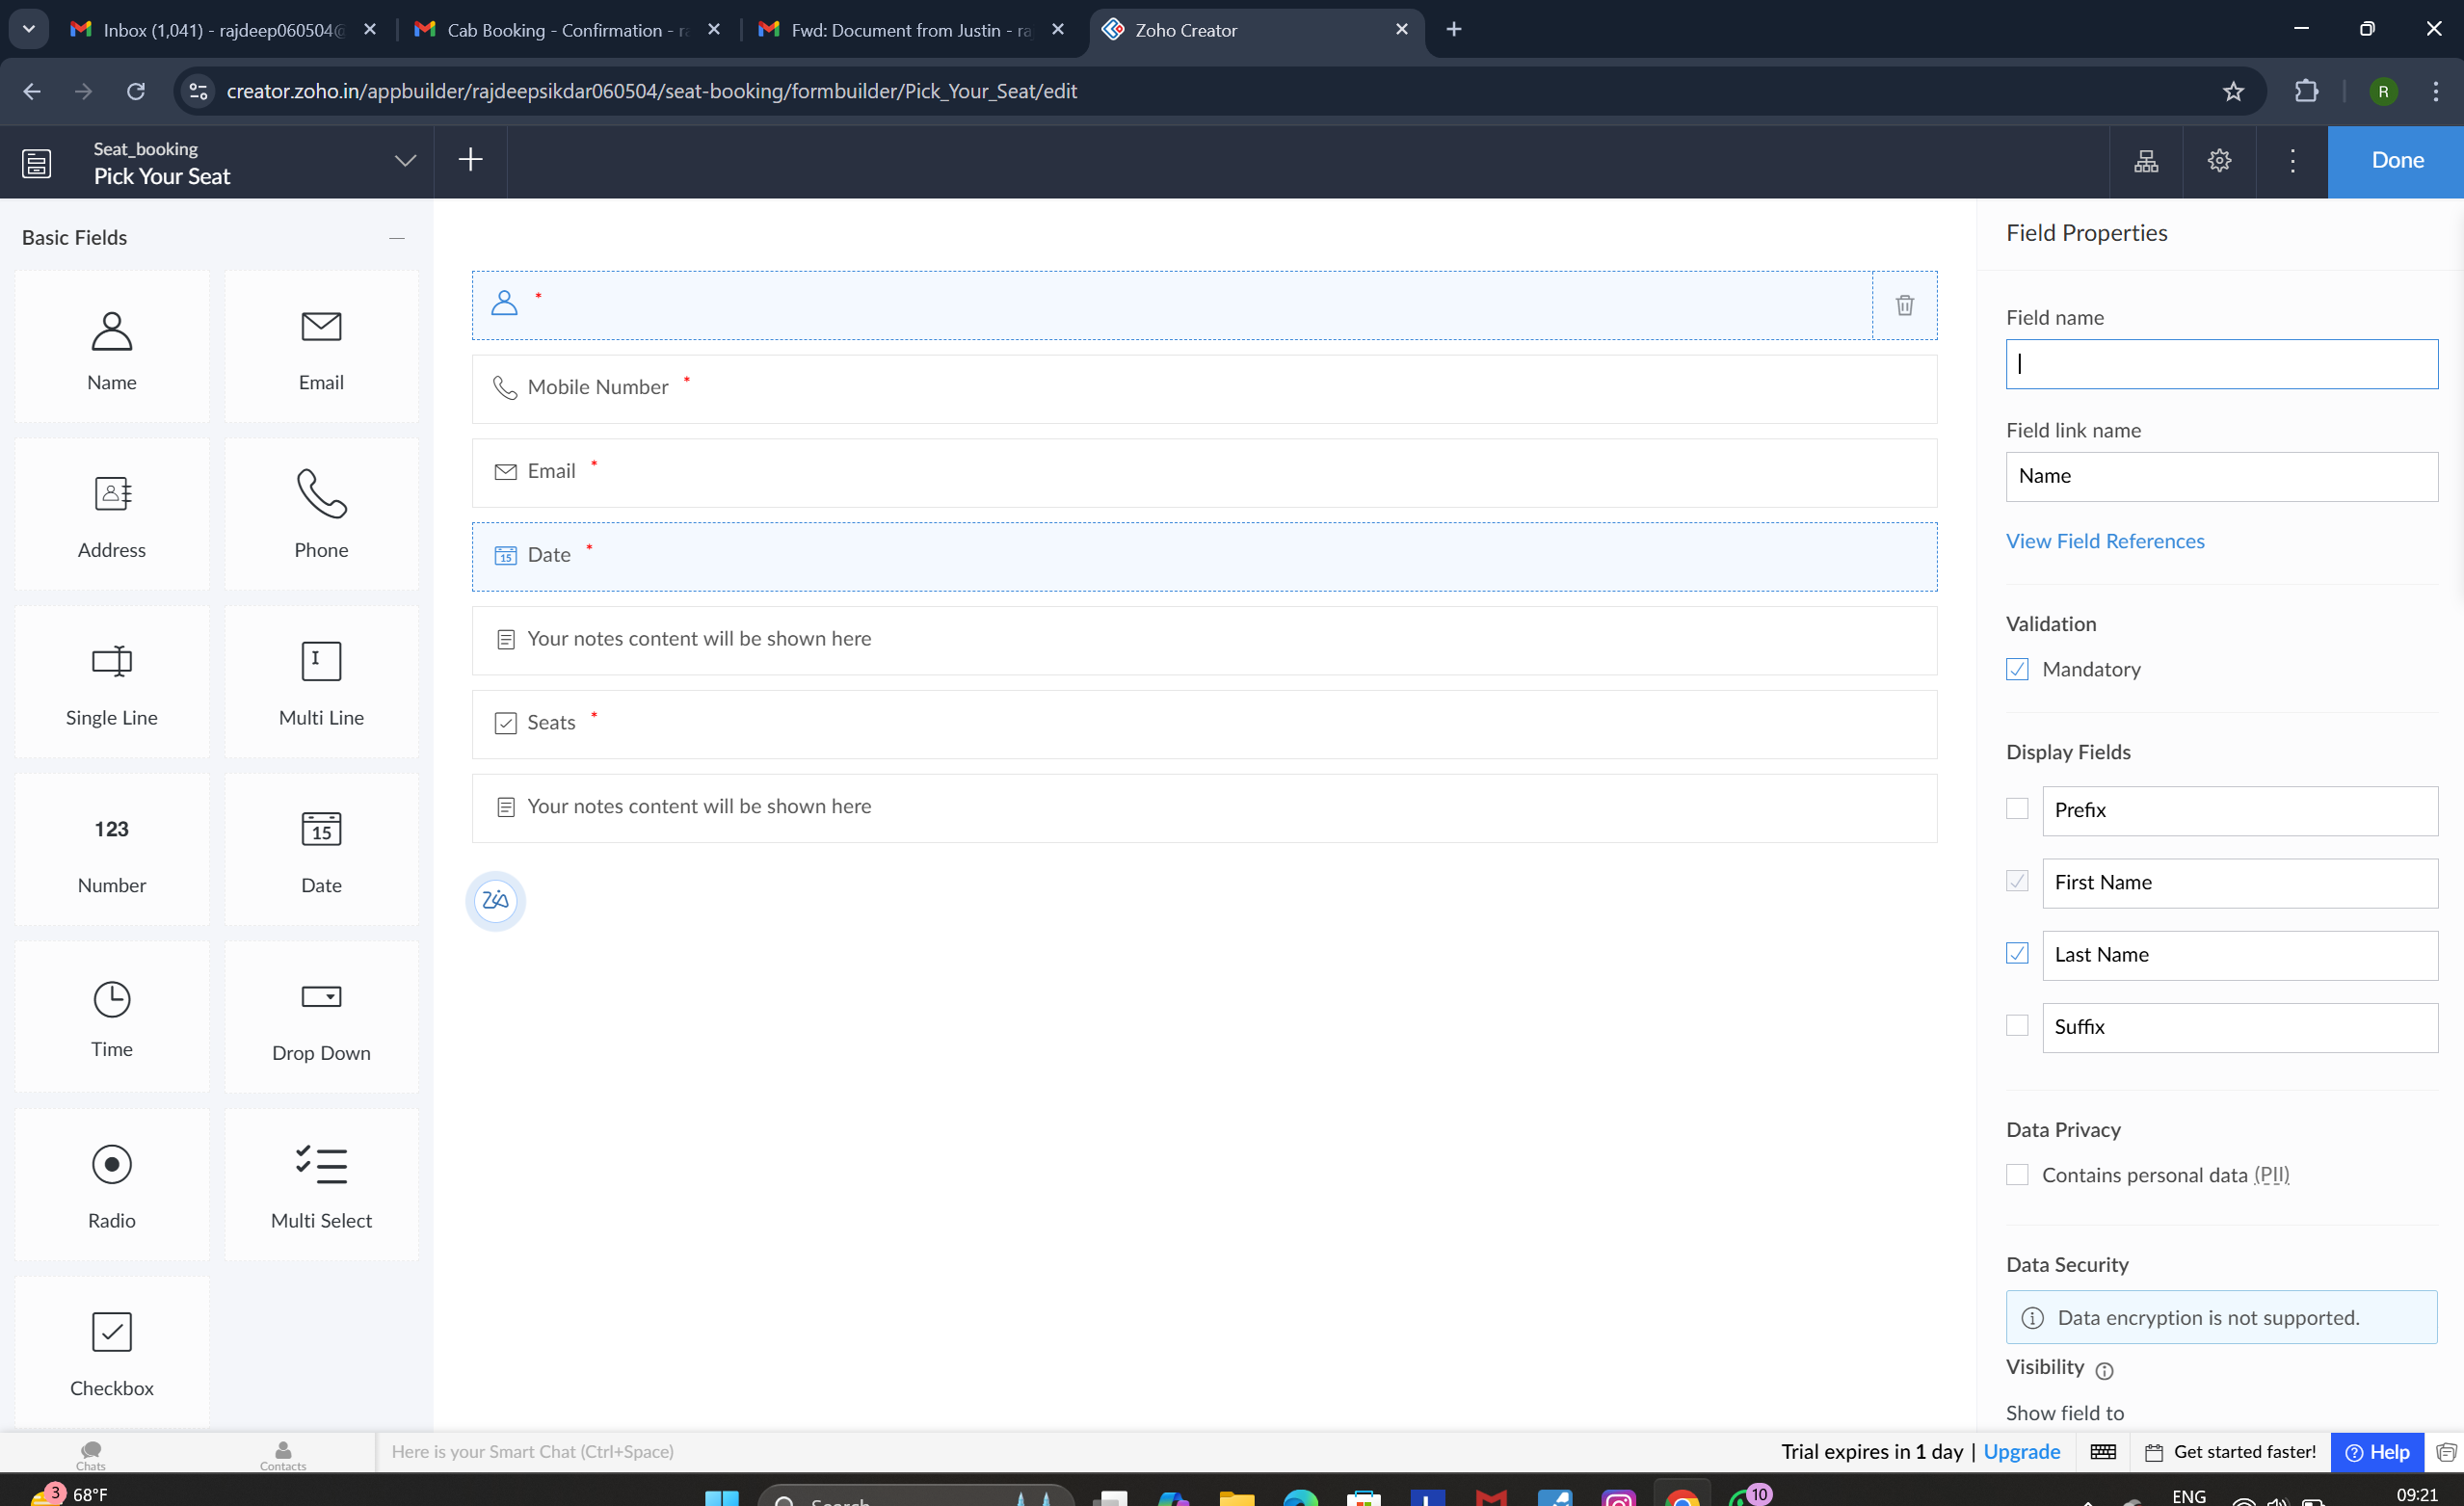 Inbox (1,041) - rajdeep060504@
Cab Booking - Confirmation - ra
Fwd: Document from Justin - ra
Zoho Creator
creator.zoho.in/appbuilder/rajdeepsikdar060504/seat-booking/formbuilder/Pick_Your_Seat/edit
R
Seat_booking
Pick Your Seat
Done
Basic Fields
Name
Email
Address
Phone
Single Line
Multi Line
123
Number
15
Date
Time
Drop Down
Radio
Multi Select
Checkbox
*
Mobile Number *
Email *
15 Date *
Your notes content will be shown here
Seats *
Your notes content will be shown here
Zia
Field Properties
Field name
Field link name
Name
View Field References
Validation
Mandatory
Display Fields
Prefix
First Name
Last Name
Suffix
Data Privacy
Contains personal data (PII)
Data Security
Data encryption is not supported.
Visibility
Show field to
Chats
Contacts
Here is your Smart Chat (Ctrl+Space)
Trial expires in 1 day | Upgrade
Get started faster!
Help
3
68°F
Search
L
10
ENG
09:21